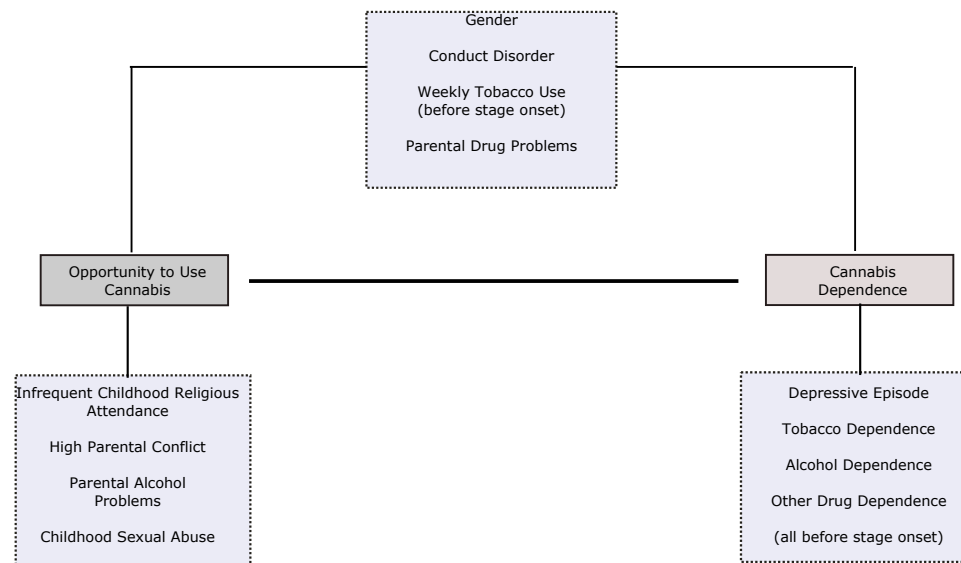 Gender
Conduct Disorder
Weekly Tobacco Use
(before stage onset)
Parental Drug Problems
Opportunity to Use
Cannabis
Cannabis
Dependence
Infrequent Childhood Religious
Attendance
High Parental Conflict
Parental Alcohol
Problems
Childhood Sexual Abuse
Depressive Episode
Tobacco Dependence
Alcohol Dependence
Other Drug Dependence
(all before stage onset)